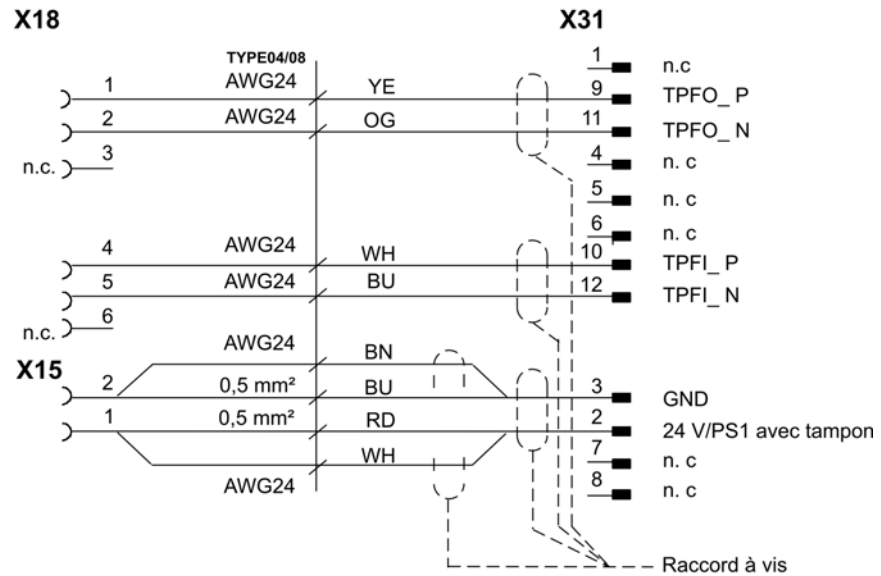 X18 X31
TYPE04/08 1 n.c
1 AWG24 YE 9 TPFO_ P
2 AWG24 OG 11 TPFO_ N
n.c. 3 4 n. c
5 n. c
6 n. c
4 AWG24 WH 10 TPFI_ P
5 AWG24 BU 12 TPFI_ N
n.c. 6
AWG24 BN
X15
2 0,5 mm² BU 3 GND
1 0,5 mm² RD 2 24 V/PS1 avec tampon
WH 7 n. c
AWG24 8 n. c
Raccord à vis